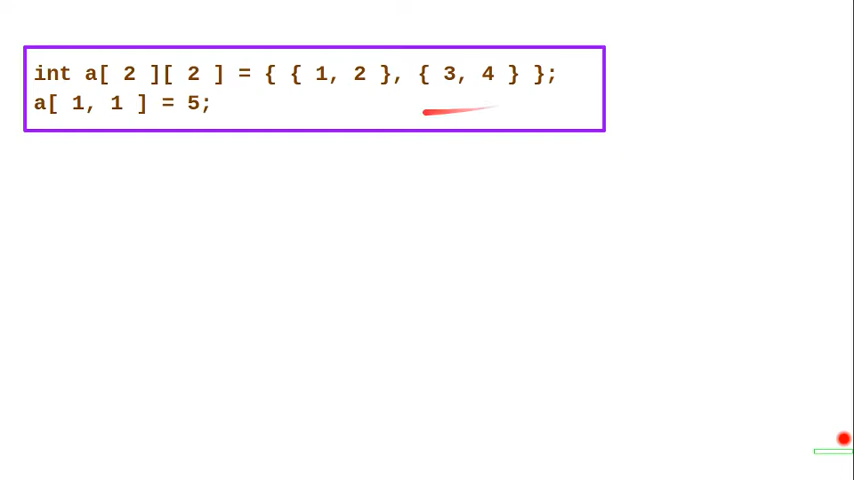 int a[ 2 ][ 2 ] = { { 1, 2 }, { 3, 4 } };
a[ 1, 1 ] = 5;